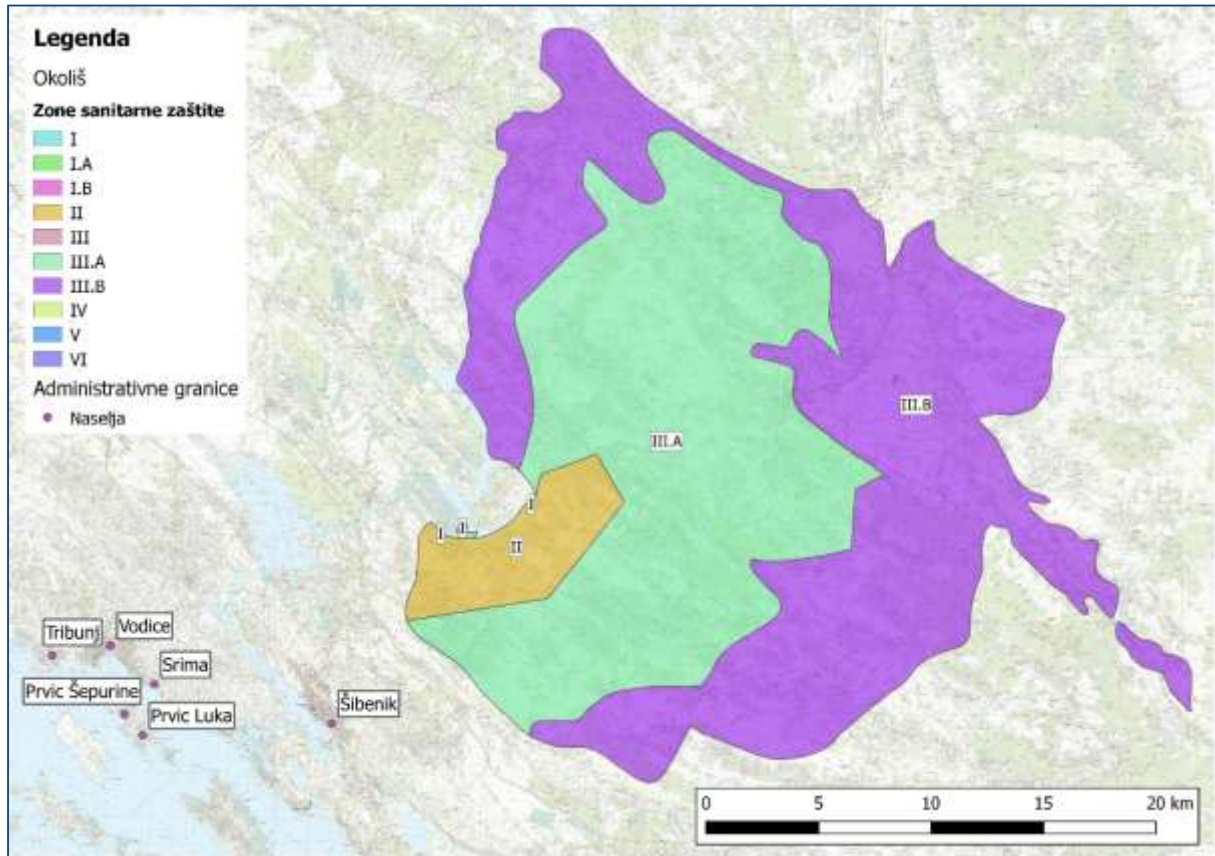 Legenda
Okoliš
Zone sanitarne zaštite
I
I.A
I.B
II
III
III.A
III.B
IV
V
VI
Administrativne granice
Naselja
III.B
III.A
I
I
I
II
Tribunj
Vodice
Srima
Prvic Šepurine
Prvic Luka
Šibenik
0 5 10 15 20 km